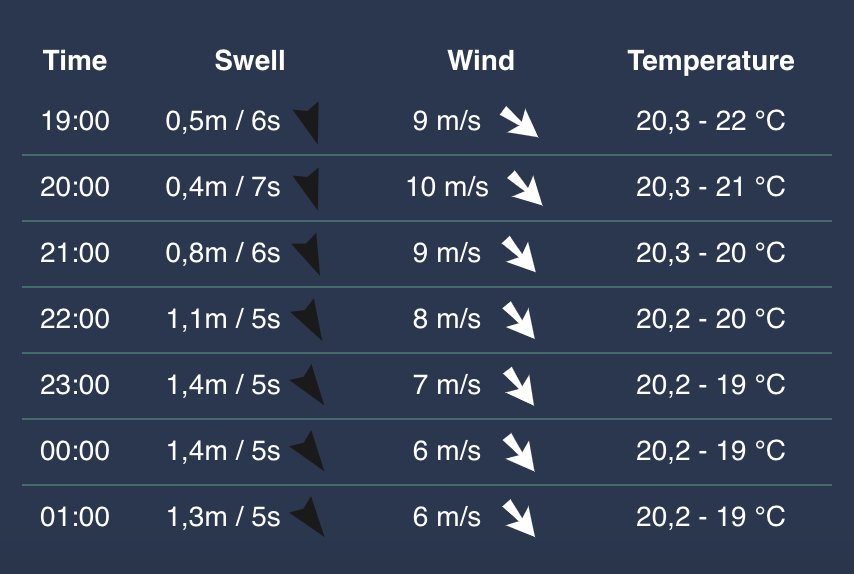 Time Swell Wind Temperature
19:00 0,5m / 6s 9 m/s 20,3 - 22 °C
20:00 0,4m / 7s 10 m/s 20,3 - 21 °C
21:00 0,8m / 6s 9 m/s 20,3 - 20 °C
22:00 1,1m / 5s 8 m/s 20,2 - 20 °C
23:00 1,4m / 5s 7 m/s 20,2 - 19 °C
00:00 1,4m / 5s 6 m/s 20,2 - 19 °C
01:00 1,3m / 5s 6 m/s 20,2 - 19 °C